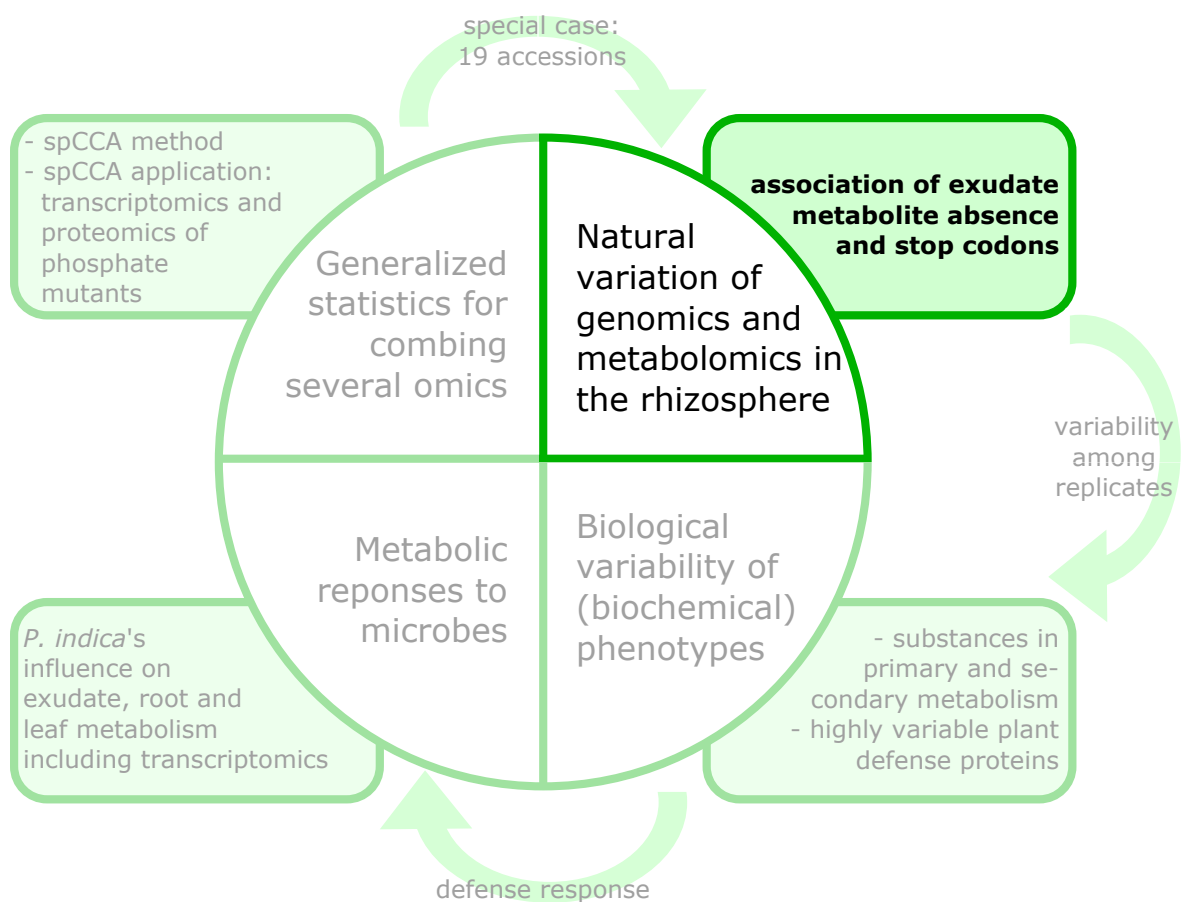 special case:
19 accessions
- spCCA method
- spCCA application:
transcriptomics and
proteomics of
phosphate
mutants
association of exudate
metabolite absence
and stop codons
Generalized
statistics for
combing
several omics
Natural
variation of
genomics and
metabolomics in
the rhizosphere
variability
among
replicates
Metabolic
reponses to
microbes
Biological
variability of
(biochemical)
phenotypes
P. indica's
influence on
exudate, root and
leaf metabolism
including transcriptomics
- substances in
primary and se-
condary metabolism
- highly variable plant
defense proteins
defense response